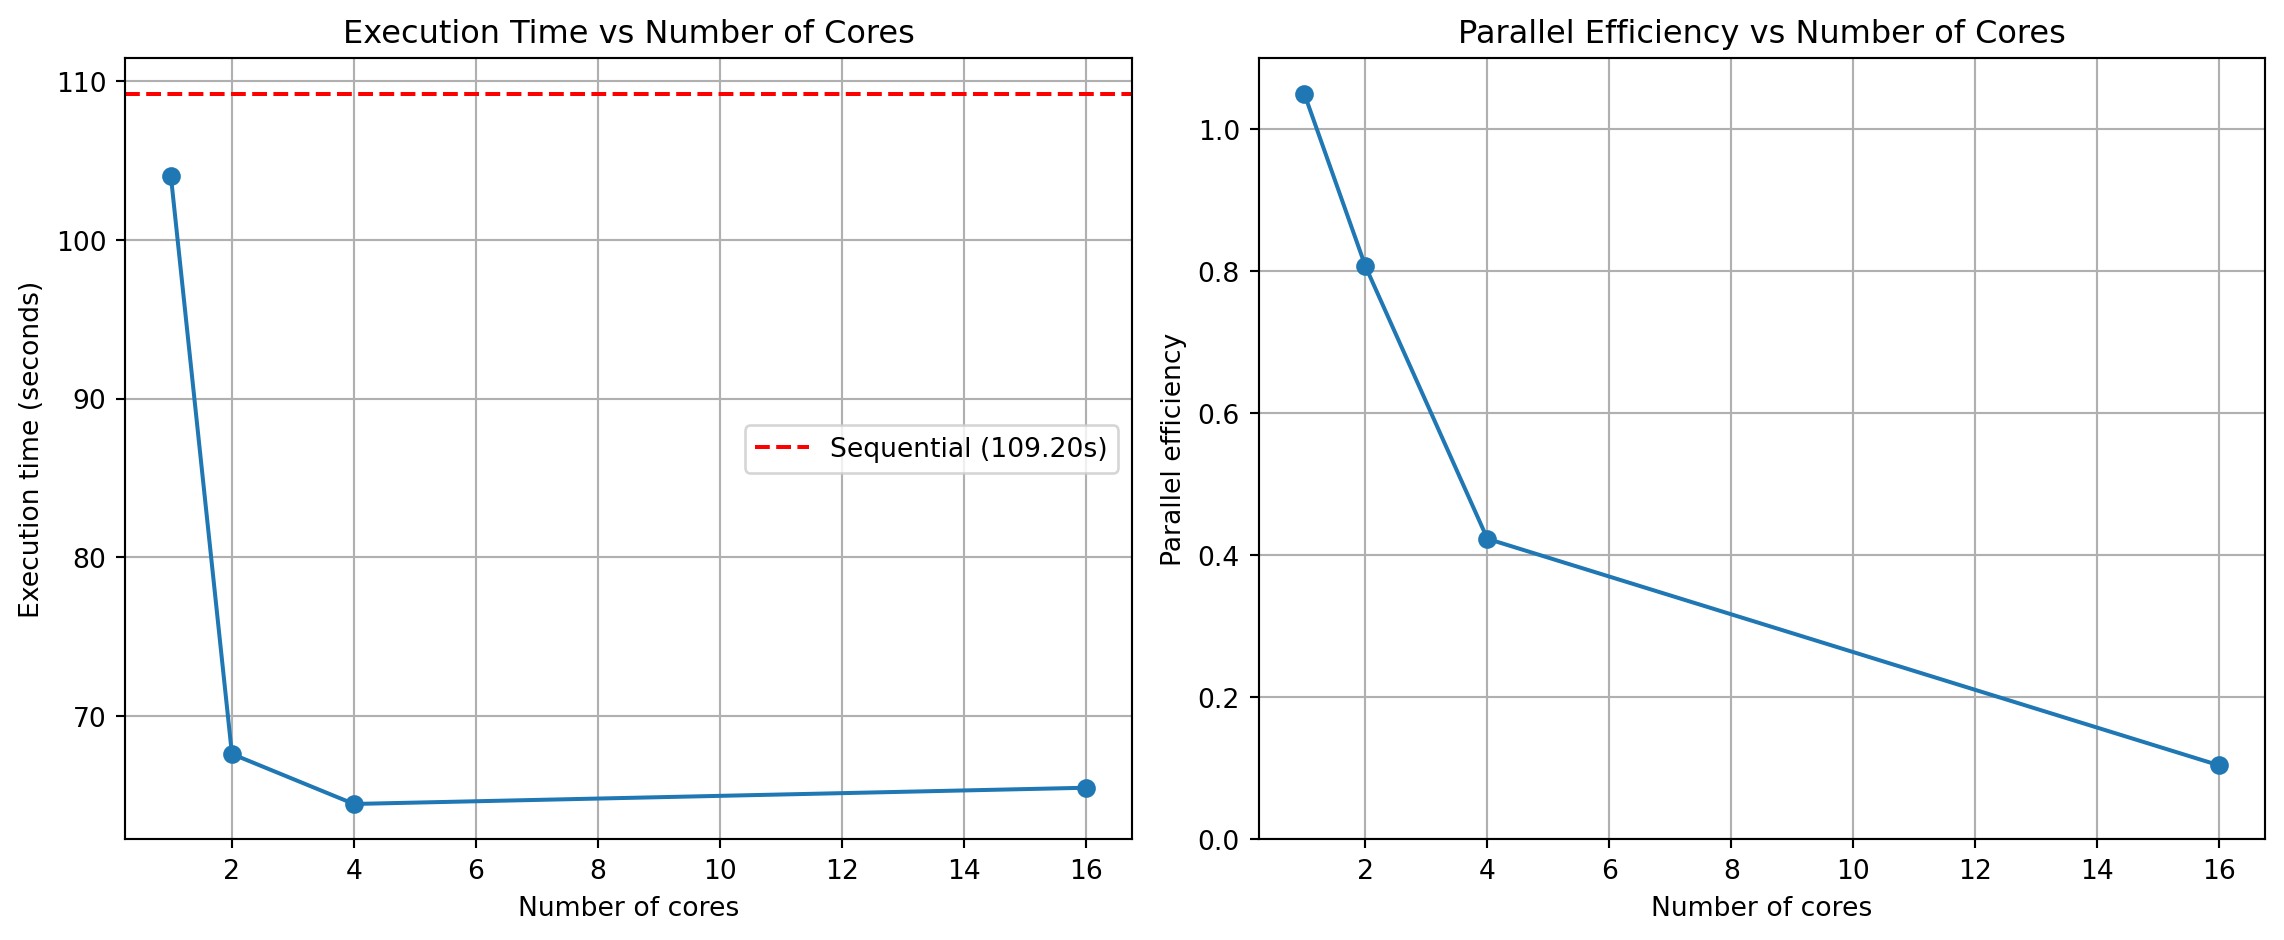 Execution Time vs Number of Cores
110
100
90
80
70
Execution time (seconds)
Sequential (109.20s)
2 4 6 8 10 12 14 16
Number of cores
Parallel Efficiency vs Number of Cores
1.0
0.8
0.6
0.4
0.2
0.0
Parallel efficiency
2 4 6 8 10 12 14 16
Number of cores